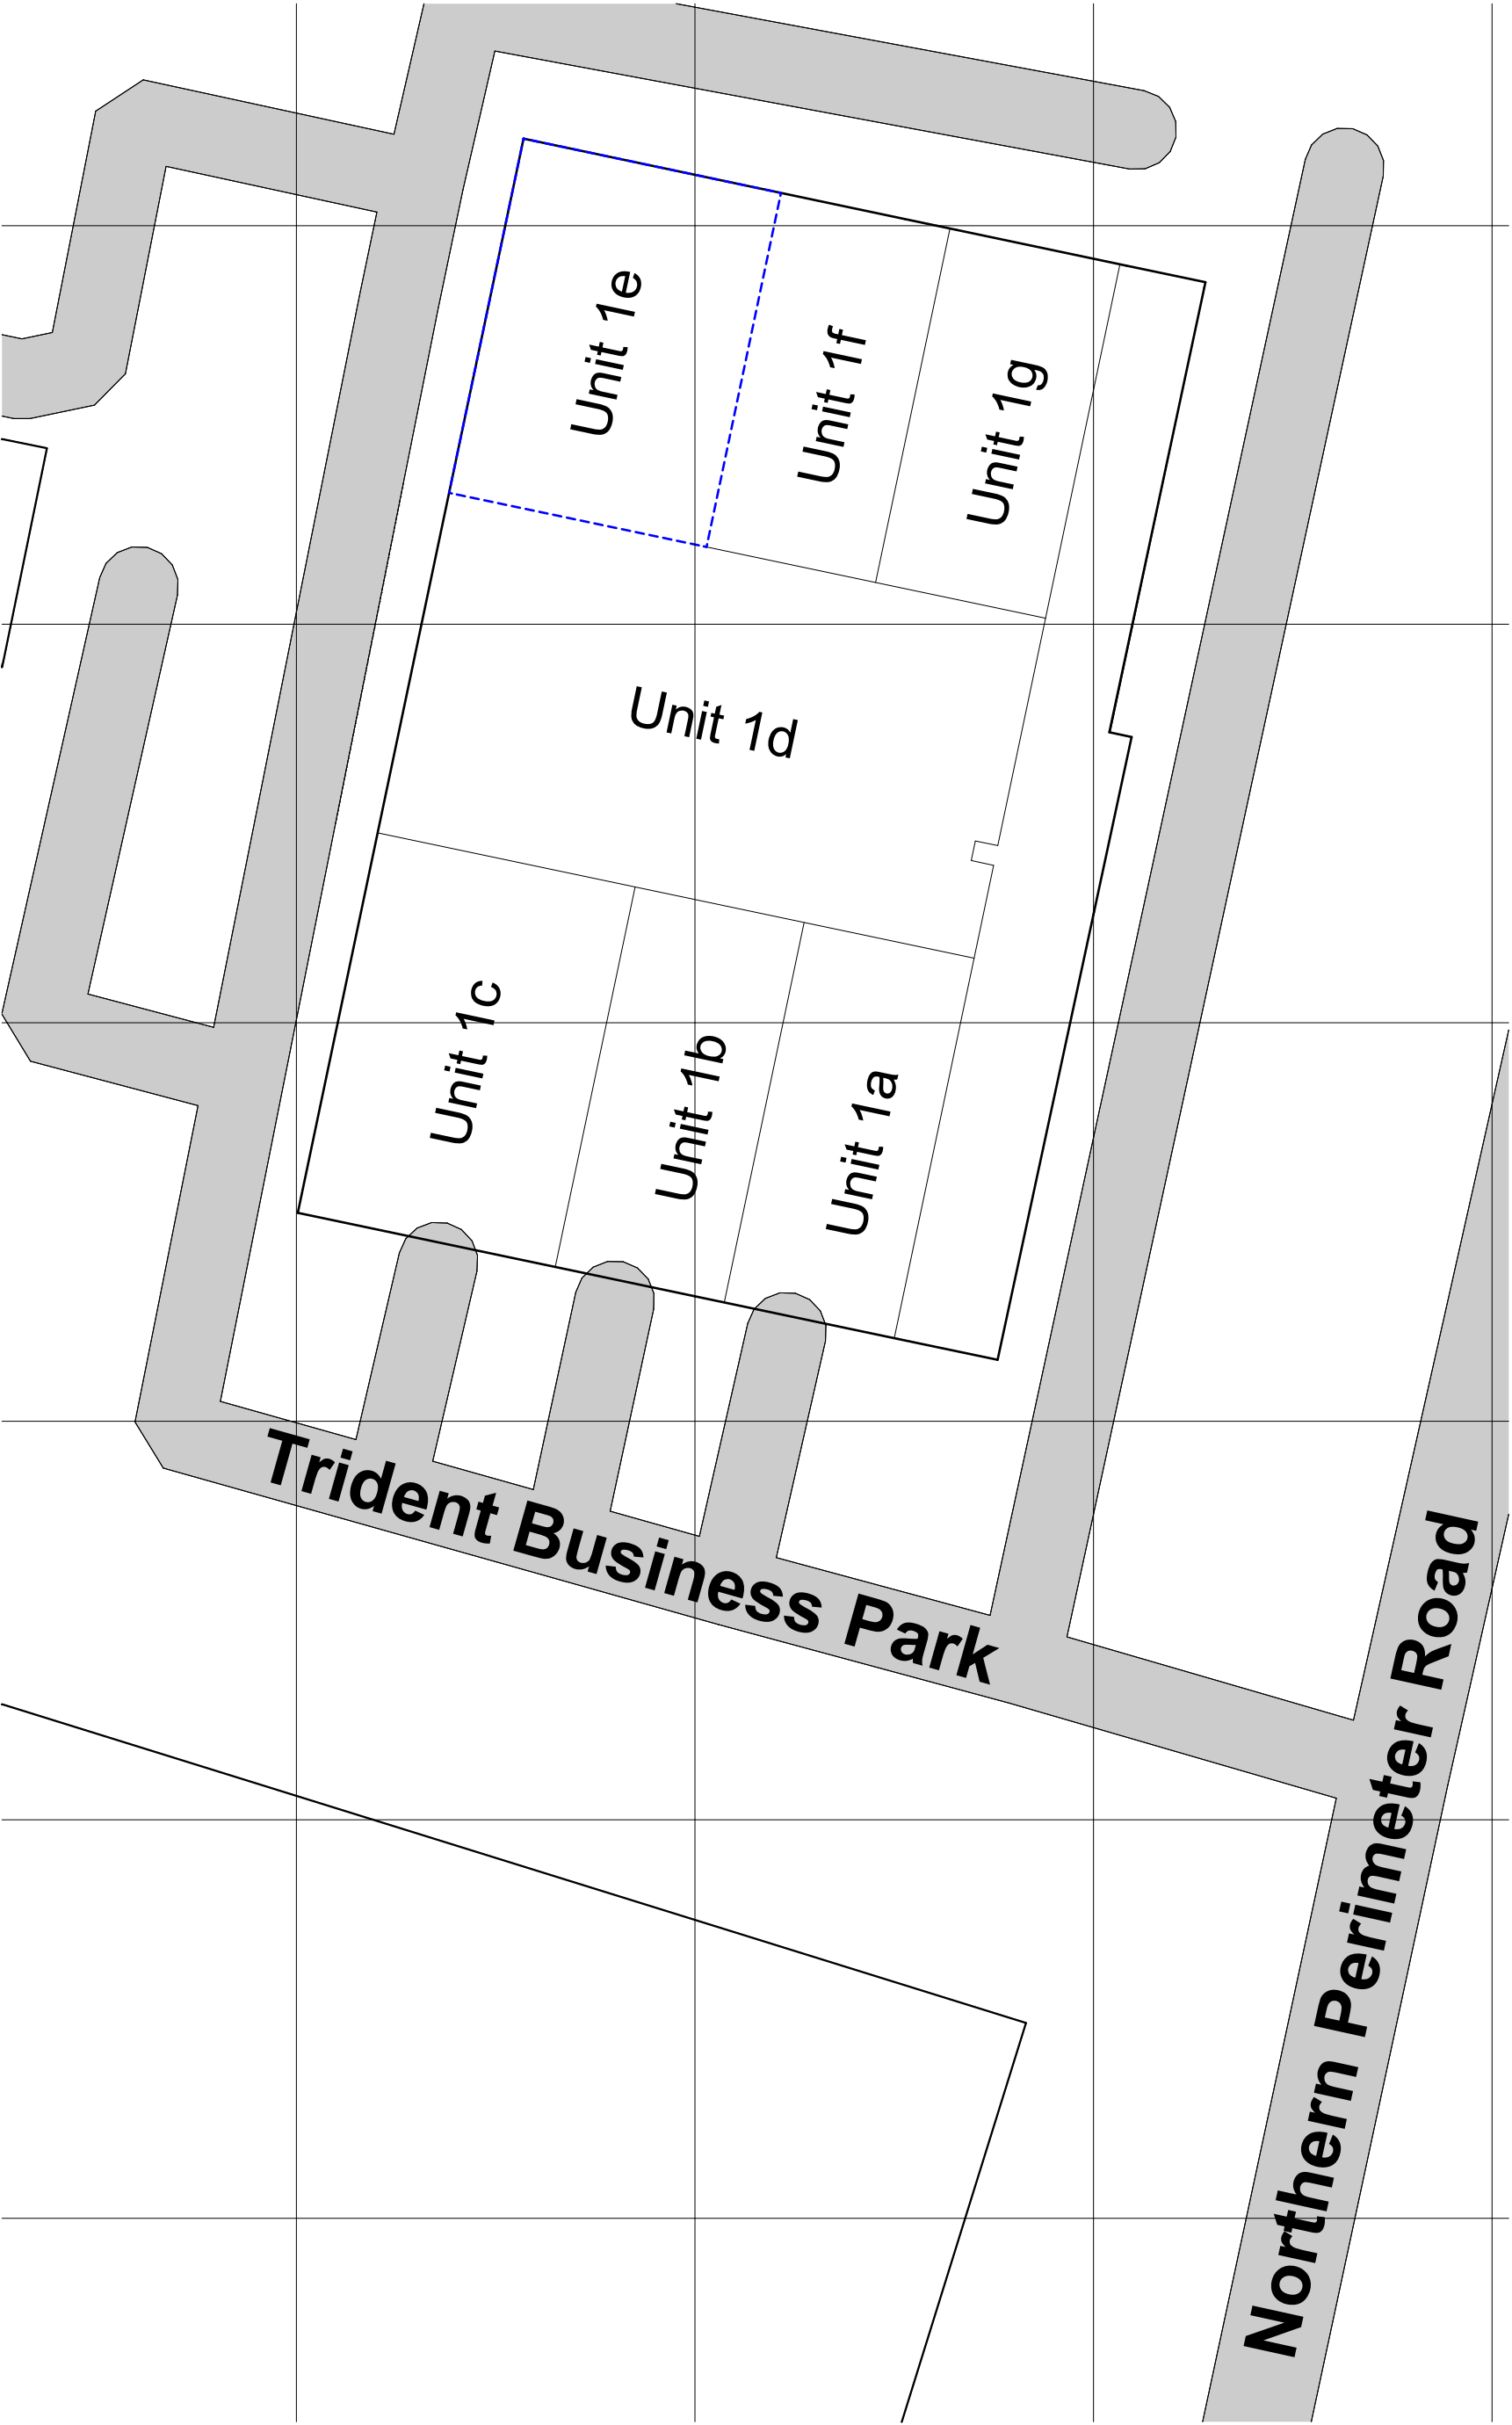 Unit 1e
Unit 1f
Unit 1g
Unit 1d
Unit 1c
Unit 1b
Unit 1a
Trident Business Park
Northern Perimeter Road